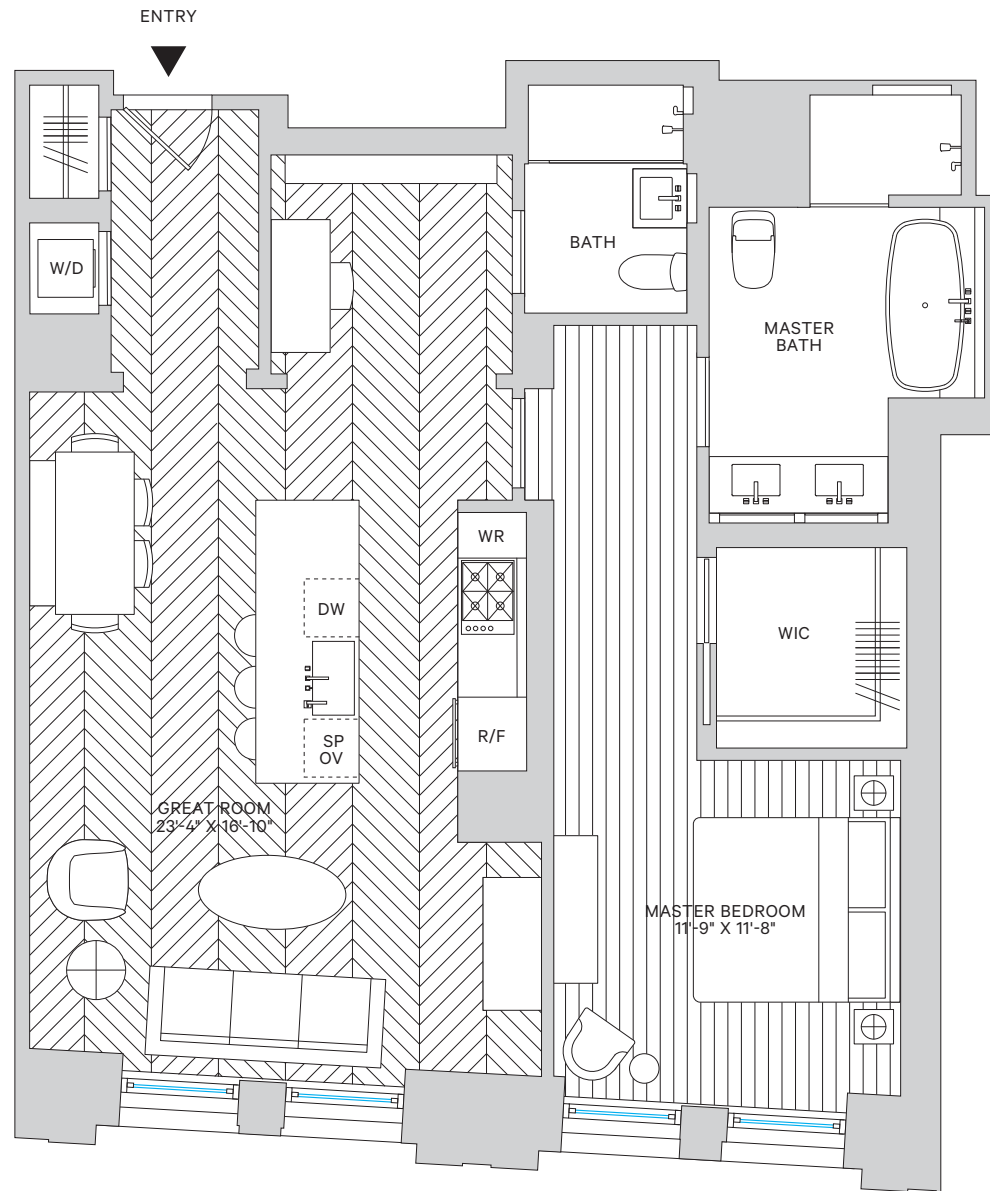 ENTRY
W/D
BATH
MASTER
BATH
WR
DW
WIC
SP
OV
R/F
GREAT ROOM
23'-4" X 16'-10"
MASTER BEDROOM
11'-9" X 11'-8"